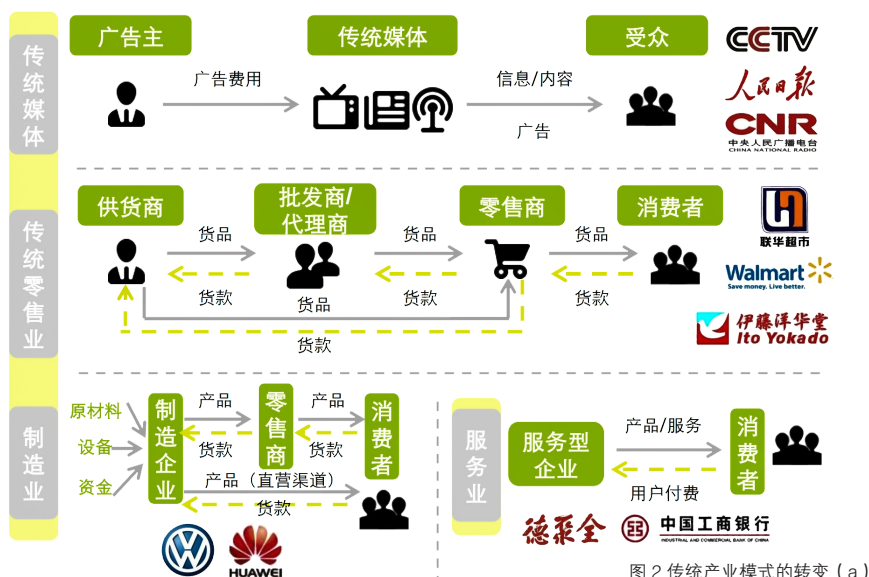 传统媒体
广告主
传统媒体
受众
广告费用
信息/内容
广告
CCTV
人民日报
CNR
中央人民广播电台
CHINA NATIONAL RADIO
传统零售业
供货商
批发商/
代理商
零售商
消费者
货品
货款
货品
货款
货品
货款
货品
货款
联华超市
Walmart
Save money. Live better.
伊藤洋华堂
Ito Yokado
制造业
原材料
设备
资金
制造企业
产品
货款
零售商
产品
货款
消费者
产品（直营渠道）
货款
HUAWEI
服务业
服务型
企业
产品/服务
用户付费
消费者
德聚全
中国工商银行
INDUSTRIAL AND COMMERCIAL BANK OF CHINA
图2 传统产业模式的转变（a）